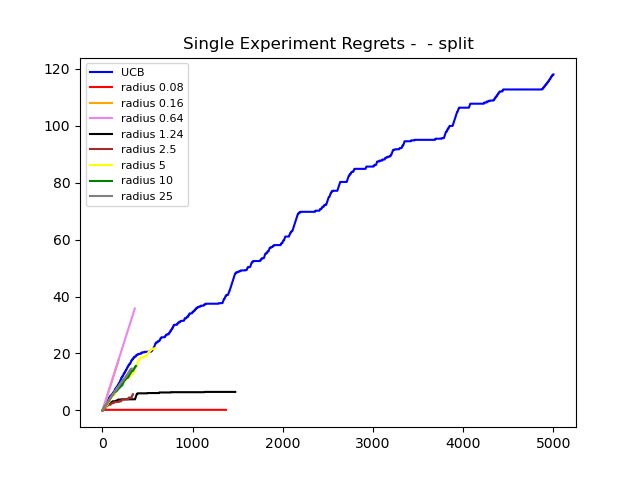 Single Experiment Regrets -  - split
120
100
80
60
40
20
0
UCB
radius 0.08
radius 0.16
radius 0.64
radius 1.24
radius 2.5
radius 5
radius 10
radius 25
0 1000 2000 3000 4000 5000